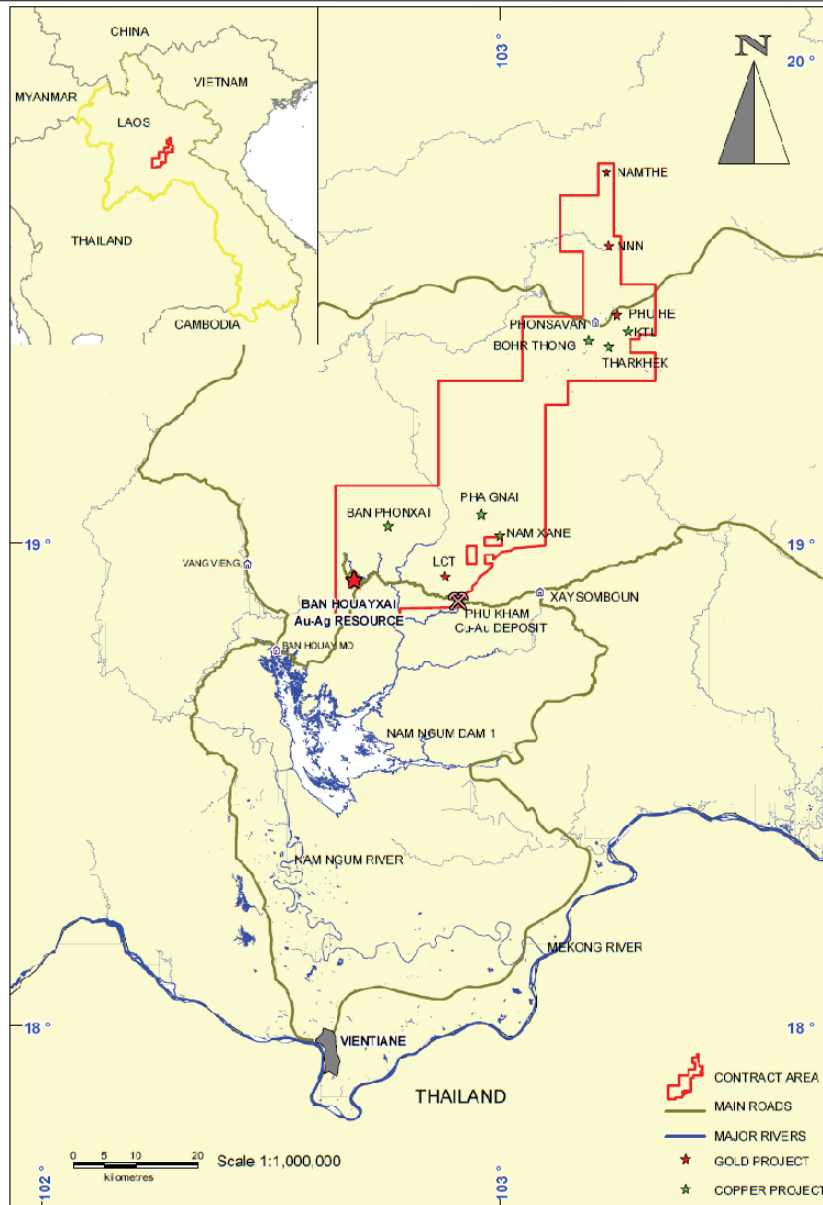 CHINA
VIETNAM
MYANMAR
LAOS
THAILAND
CAMBODIA
103 °
20 °
N
NAMTHE
NNN
PHU HE
PHONSAVAN
KTL
BOHR THONG
THARKHEK
PHA GNAI
BAN PHONXAI
NAM XANE
19 °
19 °
VANG VIENG
LCT
XAYSOMBOUN
BAN HOUAYXAI
Au-Ag RESOURCE
PHU KHAM
Cu-Au DEPOSIT
BAN HOUAY MO
NAM NGUM DAM 1
NAM NGUM RIVER
MEKONG RIVER
18 °
18 °
VIENTIANE
THAILAND
CONTRACT AREA
MAIN ROADS
MAJOR RIVERS
GOLD PROJECT
COPPER PROJECT
0 5 10 20
kilometres
Scale 1:1,000,000
102 °
103 °